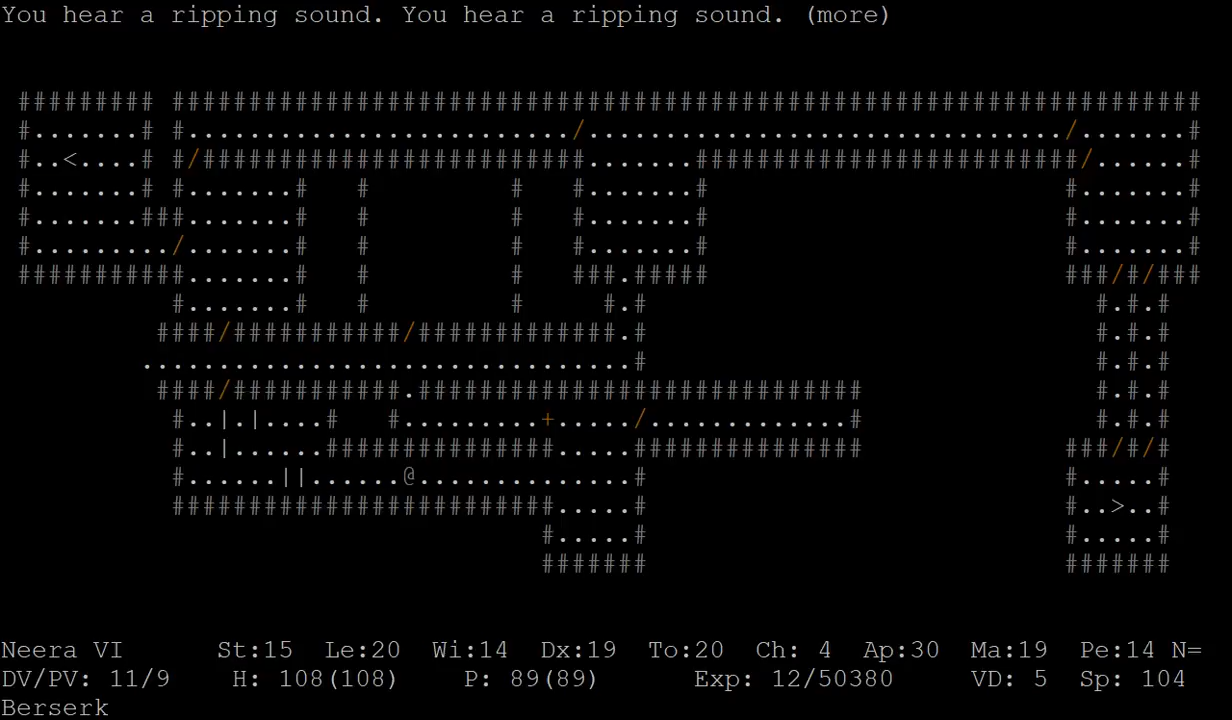 You hear a ripping sound. You hear a ripping sound. (more)
######### ###################################################################
#.......# #........................./.............................../.......#
#..<....# #/#########################.......#########################/......#
#.......# #.......#   #         #   #.......#                       #.......#
#.......###.......#   #         #   #.......#                       #.......#
#........./.......#   #         #   #.......#                       #.......#
###########.......#   #         #   ###.#####                       ###/#/###
#.......#   #         #     #.#                             #.#.#
####/###########/#############.#                             #.#.#
...............................#                             #.#.#
####/###########.#############################               #.#.#
#..|.|....#   #.........+...../.............#               #.#.#
#..|......###############.....###############             ###/#/#
#......||......@..............#                           #.....#
#########################.....#                           #..>..#
#.....#                           #.....#
#######                           #######
Neera VI     St:15  Le:20  Wi:14  Dx:19  To:20  Ch: 4  Ap:30  Ma:19  Pe:14 N=
DV/PV: 11/9    H: 108(108)    P: 89(89)      Exp: 12/50380     VD: 5  Sp: 104
Berserk